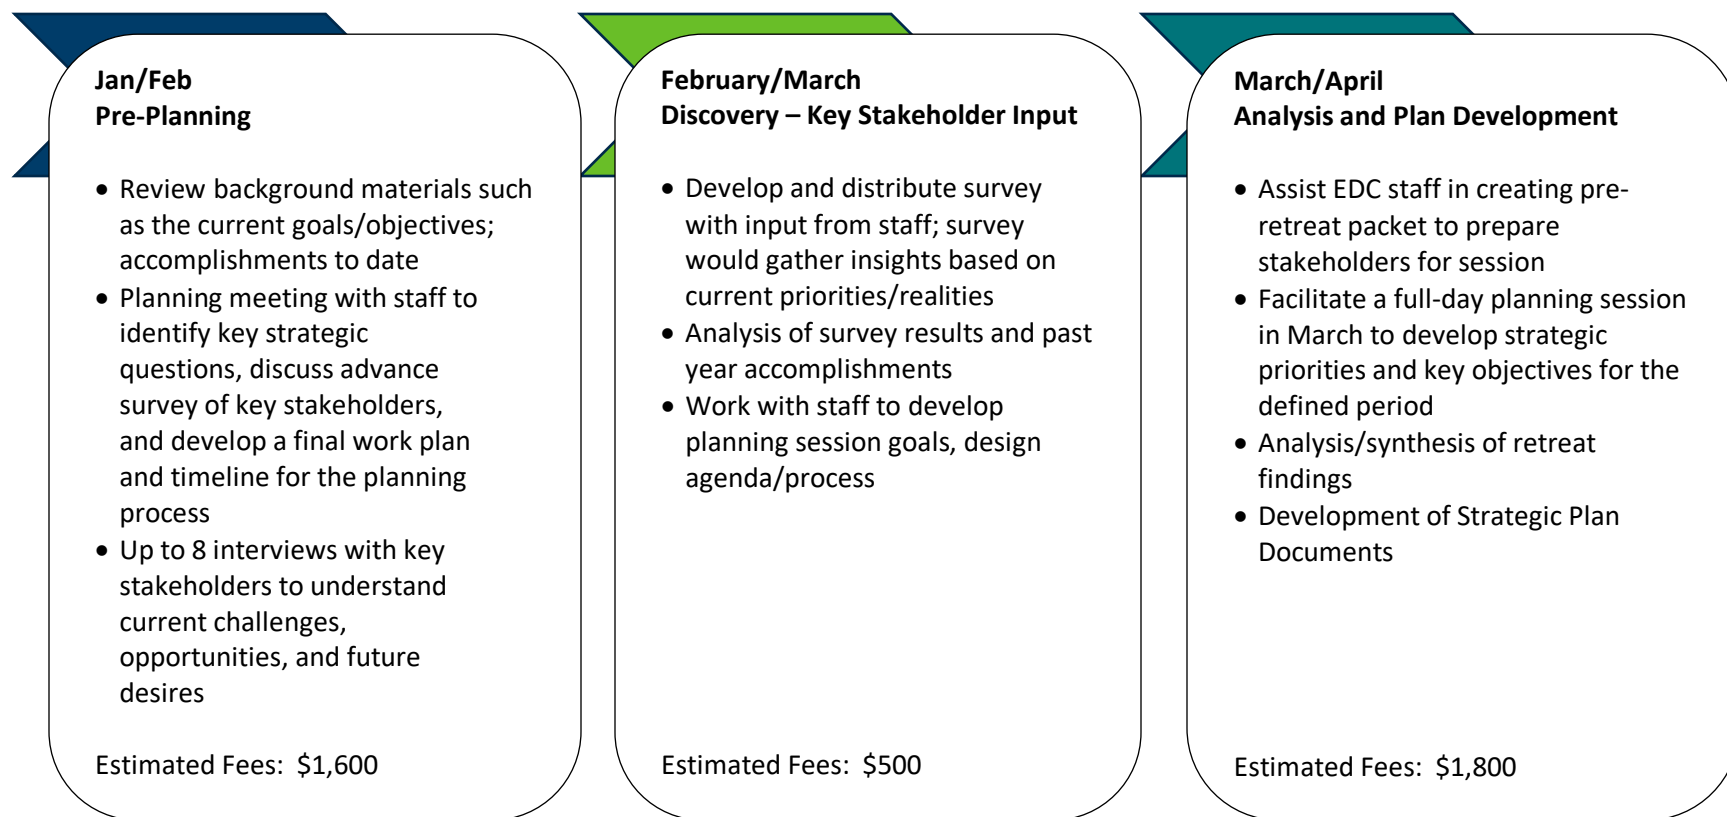 Jan/Feb
Pre-Planning
• Review background materials such
as the current goals/objectives;
accomplishments to date
• Planning meeting with staff to
identify key strategic
questions, discuss advance
survey of key stakeholders,
and develop a final work plan
and timeline for the planning
process
• Up to 8 interviews with key
stakeholders to understand
current challenges,
opportunities, and future
desires
Estimated Fees: $1,600
February/March
Discovery – Key Stakeholder Input
• Develop and distribute survey
with input from staff; survey
would gather insights based on
current priorities/realities
• Analysis of survey results and past
year accomplishments
• Work with staff to develop
planning session goals, design
agenda/process
Estimated Fees: $500
March/April
Analysis and Plan Development
• Assist EDC staff in creating pre-
retreat packet to prepare
stakeholders for session
• Facilitate a full-day planning session
in March to develop strategic
priorities and key objectives for the
defined period
• Analysis/synthesis of retreat
findings
• Development of Strategic Plan
Documents
Estimated Fees: $1,800